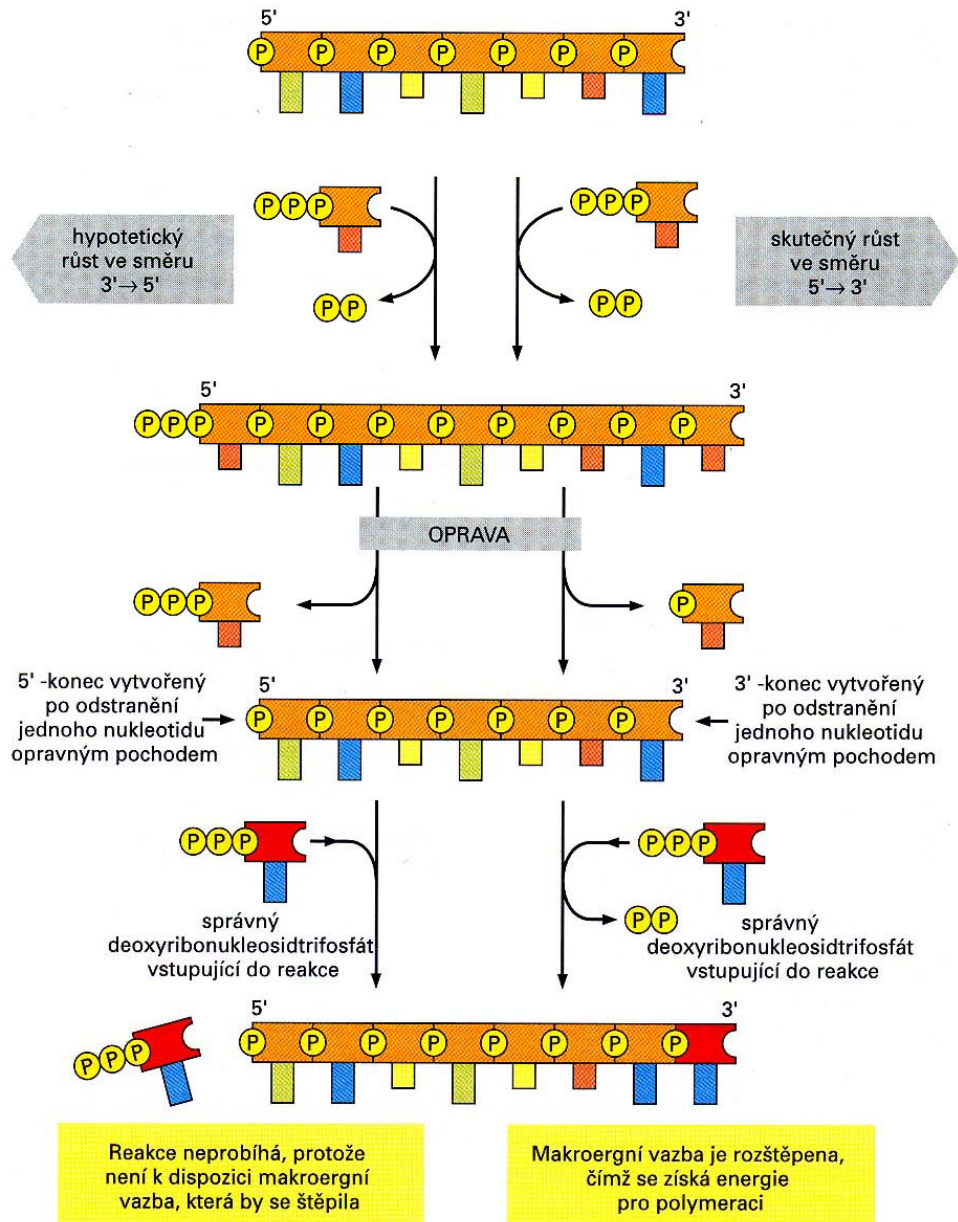 5' 3'
P P P P P P P
P P P P P P
hypotetický
růst ve směru
3'→ 5'
skutečný růst
ve směru
5'→ 3'
P P P P
5' 3'
P P P P P P P P P P P
OPRAVA
P P P P
5' -konec vytvořený
po odstranění
jednoho nukleotidu
opravným pochodem
5' 3'
P P P P P P P
3' -konec vytvořený
po odstranění
jednoho nukleotidu
opravným pochodem
P P P P P P
P P
správný
deoxyribonukleosidtrifosfát
vstupující do reakce
správný
deoxyribonukleosidtrifosfát
vstupující do reakce
5' 3'
P P P P P P P P P P P
Reakce neprobíhá, protože
není k dispozici makroergní
vazba, která by se štěpila
Makroergní vazba je rozštěpena,
čímž se získá energie
pro polymeraci